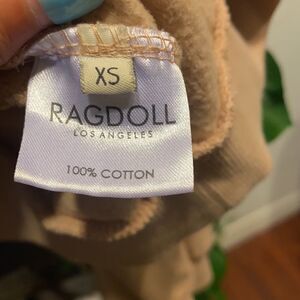 XS
RAGDOLL
LOS ANGELES
100% COTTON